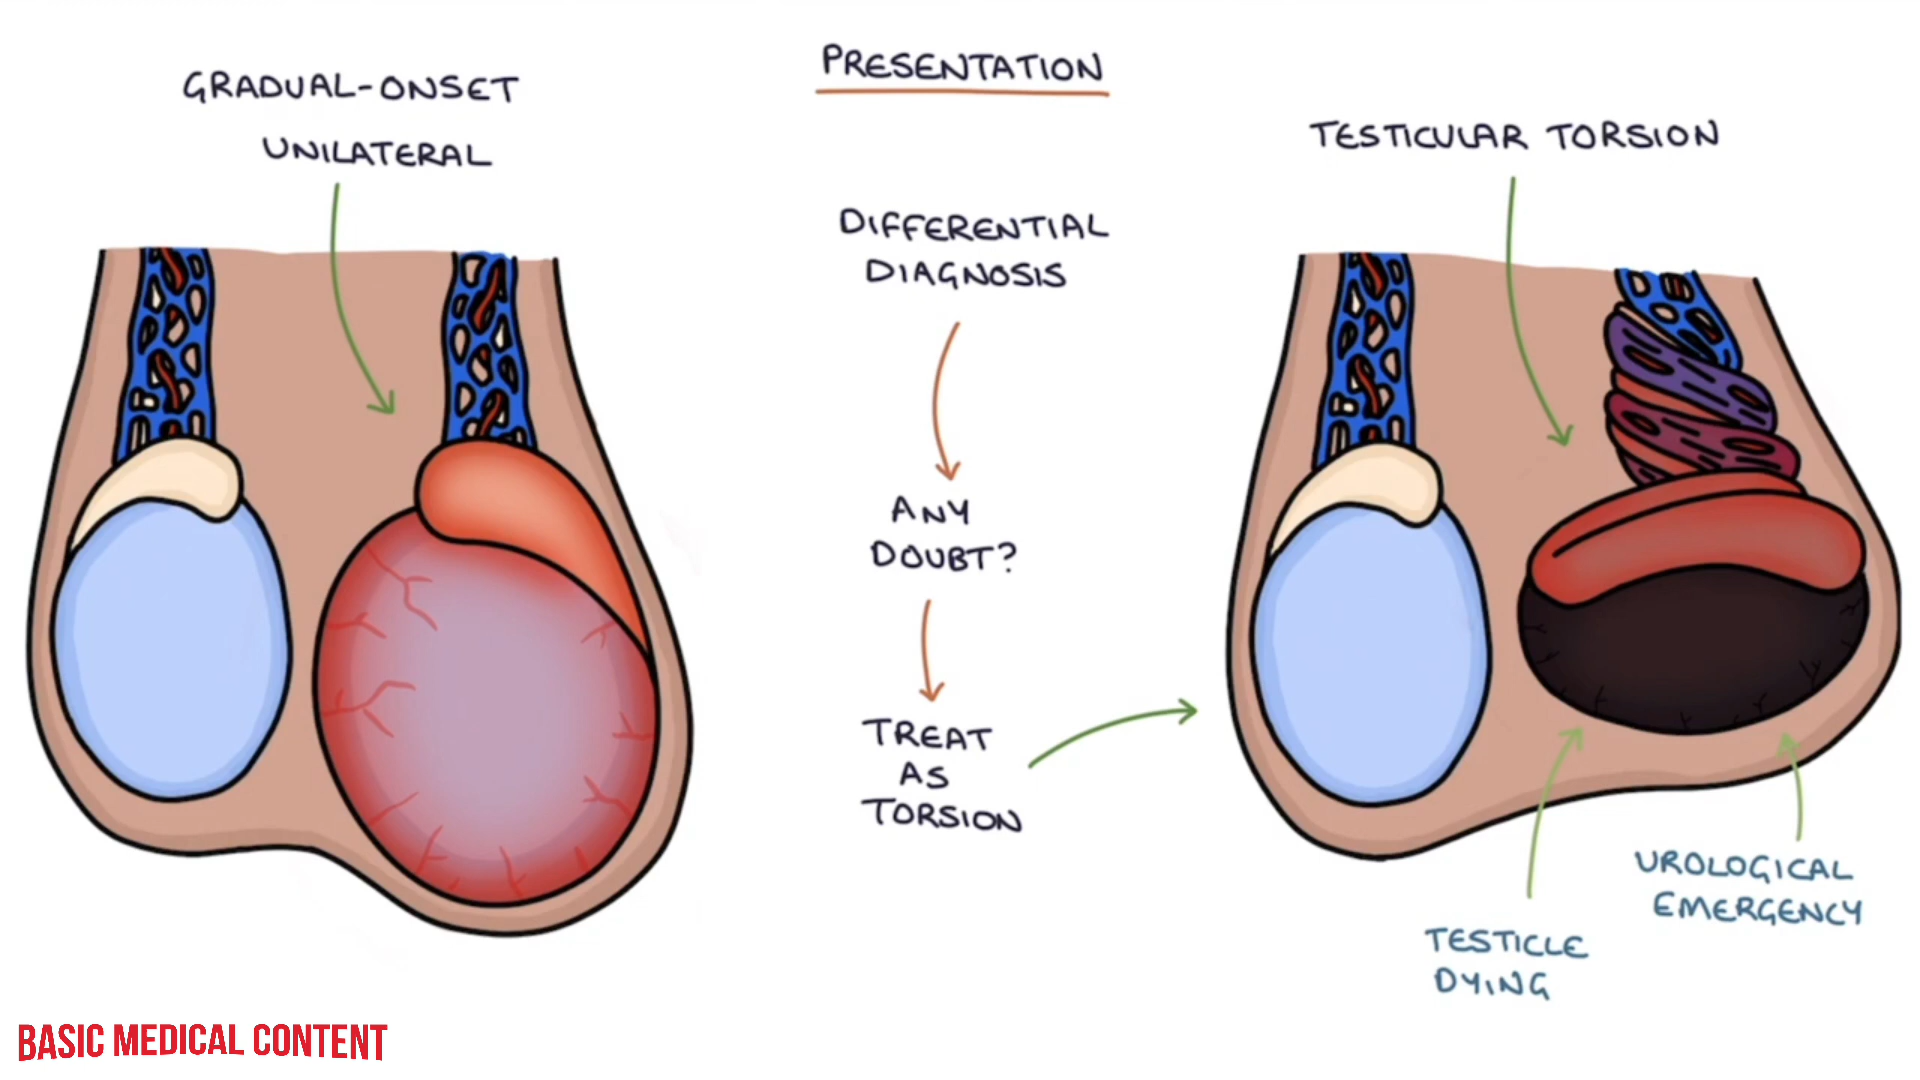 PRESENTATION
GRADUAL-ONSET
UNILATERAL
DIFFERENTIAL
DIAGNOSIS
ANY
DOUBT?
TREAT
AS
TORSION
TESTICULAR TORSION
TESTICLE
DYING
UROLOGICAL
EMERGENCY
BASIC MEDICAL CONTENT